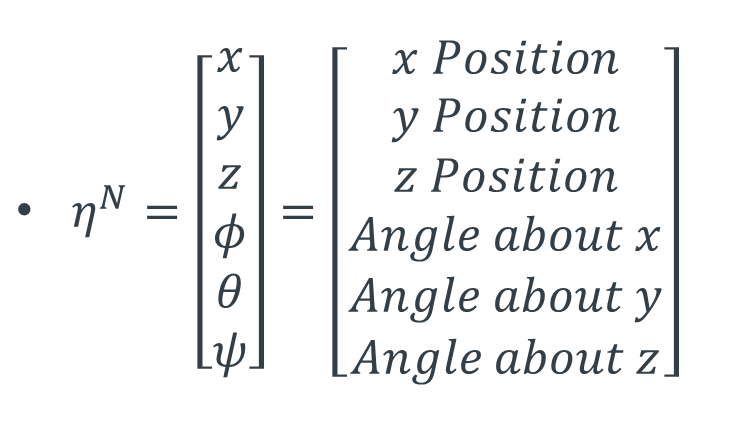 • η^N = [x y z ϕ θ ψ] = [x Position
y Position
z Position
Angle about x
Angle about y
Angle about z]